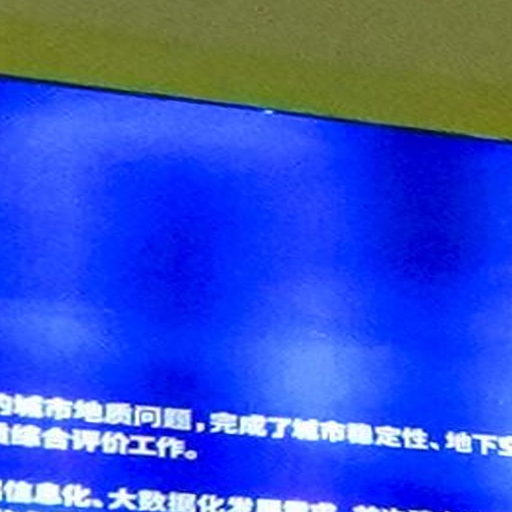 的城市地质问题，完成了城市稳定性、地下空
质综合评价工作。
信息化、大数据化发展需求